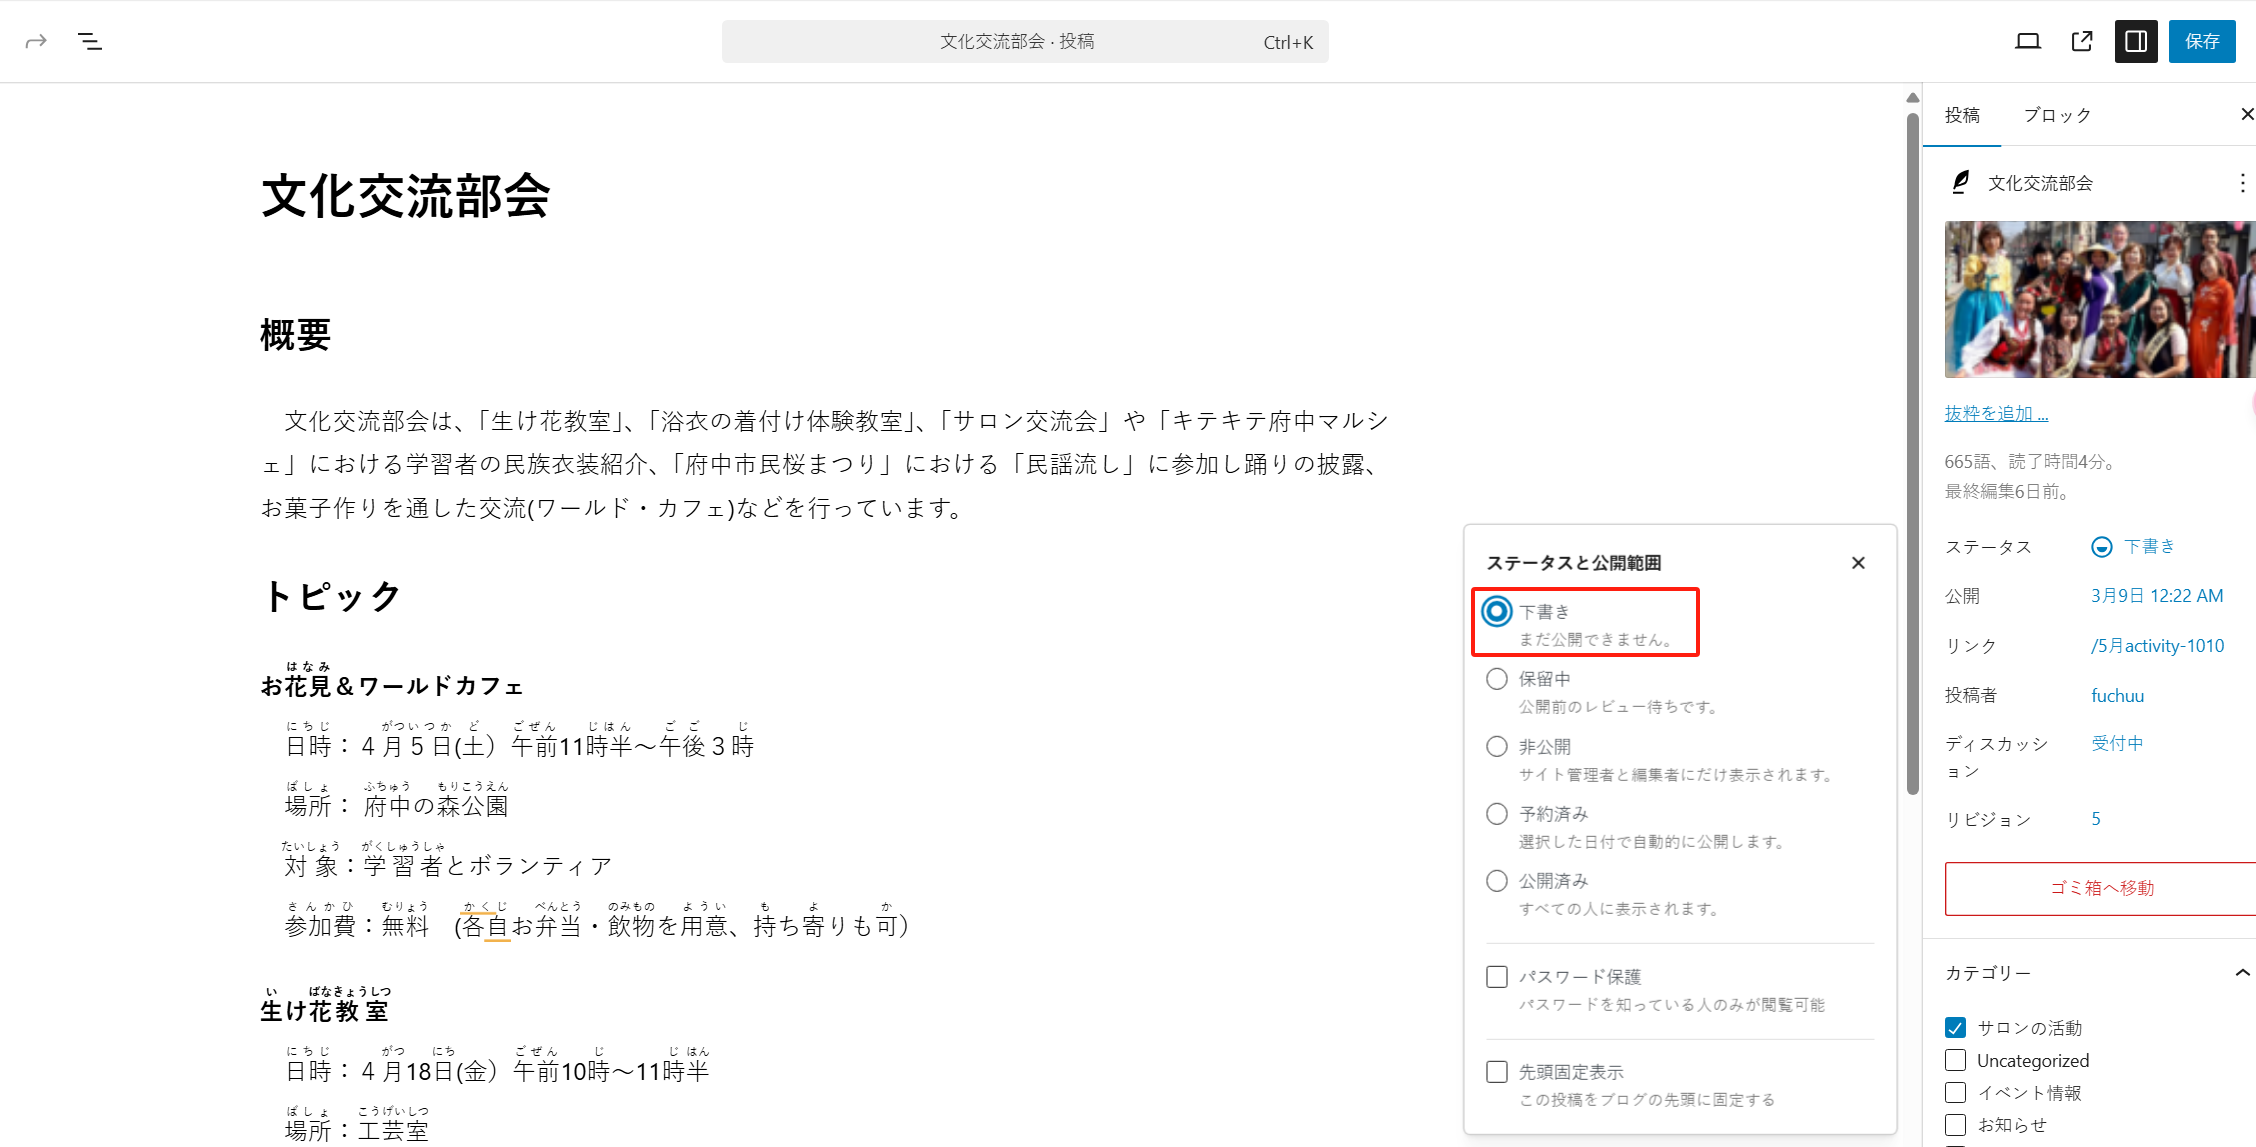 文化交流部会 · 投稿
Ctrl+K
保存
文化交流部会
概要
文化交流部会は、「生け花教室」、「浴衣の着付け体験教室」、「サロン交流会」や「キテキテ府中マルシ
ェ」における学習者の民族衣装紹介、「府中市民桜まつり」における「民謡流し」に参加し踊りの披露、
お菓子作りを通した交流(ワールド・カフェ)などを行っています。
トピック
はなみ
お花見＆ワールドカフェ
にちじ がついつか ど ごぜん じはん ごご じ
日時：４月５日(土）午前11時半～午後３時
ばしょ ふちゅう もりこうえん
場所： 府中の森公園
たいしょう がくしゅうしゃ
対象：学習者とボランティア
さんかひ むりょう かくじ べんとう のみもの ようい も よ か
参加費：無料　(各自お弁当・飲物を用意、持ち寄りも可）
い ばなきょうしつ
生け花教室
にちじ がつ にち ごぜん じ じ はん
日時：４月18日(金）午前10時～11時半
ばしょ こうげいしつ
場所：工芸室
ステータスと公開範囲
下書き
まだ公開できません。
保留中
公開前のレビュー待ちです。
非公開
サイト管理者と編集者にだけ表示されます。
予約済み
選択した日付で自動的に公開します。
公開済み
すべての人に表示されます。
パスワード保護
パスワードを知っている人のみが閲覧可能
先頭固定表示
この投稿をブログの先頭に固定する
投稿 ブロック
文化交流部会
抜粋を追加 ...
665語、読了時間4分。
最終編集6日前。
ステータス 下書き
公開 3月9日 12:22 AM
リンク /5月activity-1010
投稿者 fuchuu
ディスカッシ 受付中
ョン
リビジョン 5
ゴミ箱へ移動
カテゴリー
サロンの活動
Uncategorized
イベント情報
お知らせ